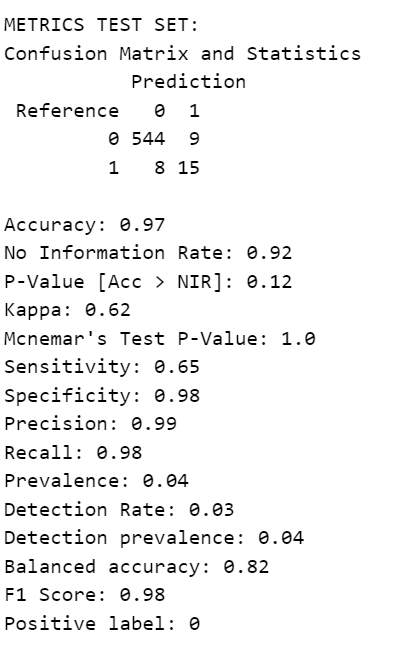 METRICS TEST SET:
Confusion Matrix and Statistics
Prediction
Reference 0 1
0 544 9
1 8 15
Accuracy: 0.97
No Information Rate: 0.92
P-Value [Acc > NIR]: 0.12
Kappa: 0.62
Mcnemar's Test P-Value: 1.0
Sensitivity: 0.65
Specificity: 0.98
Precision: 0.99
Recall: 0.98
Prevalence: 0.04
Detection Rate: 0.03
Detection prevalence: 0.04
Balanced accuracy: 0.82
F1 Score: 0.98
Positive label: 0